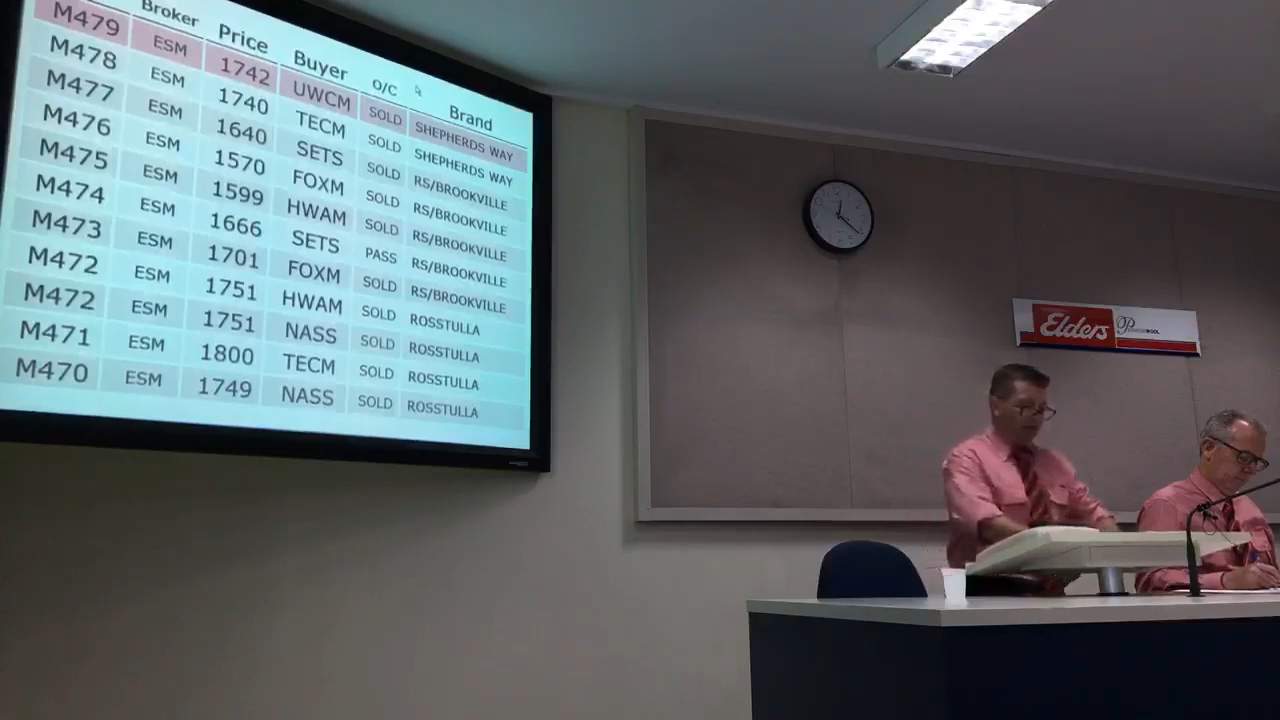 Broker Price Buyer O/C Brand
M479 ESM 1742 UWCM SOLD SHEPHERDS WAY
M478 ESM 1740 TECM SOLD SHEPHERDS WAY
M477 ESM 1640 SETS SOLD RS/BROOKVILLE
M476 ESM 1570 FOXM SOLD RS/BROOKVILLE
M475 ESM 1599 HWAM SOLD RS/BROOKVILLE
M474 ESM 1666 SETS PASS RS/BROOKVILLE
M473 ESM 1701 FOXM SOLD RS/BROOKVILLE
M472 ESM 1751 HWAM SOLD ROSSTULLA
M472 ESM 1751 NASS SOLD ROSSTULLA
M471 ESM 1800 TECM SOLD ROSSTULLA
M470 ESM 1749 NASS SOLD ROSSTULLA
Elders